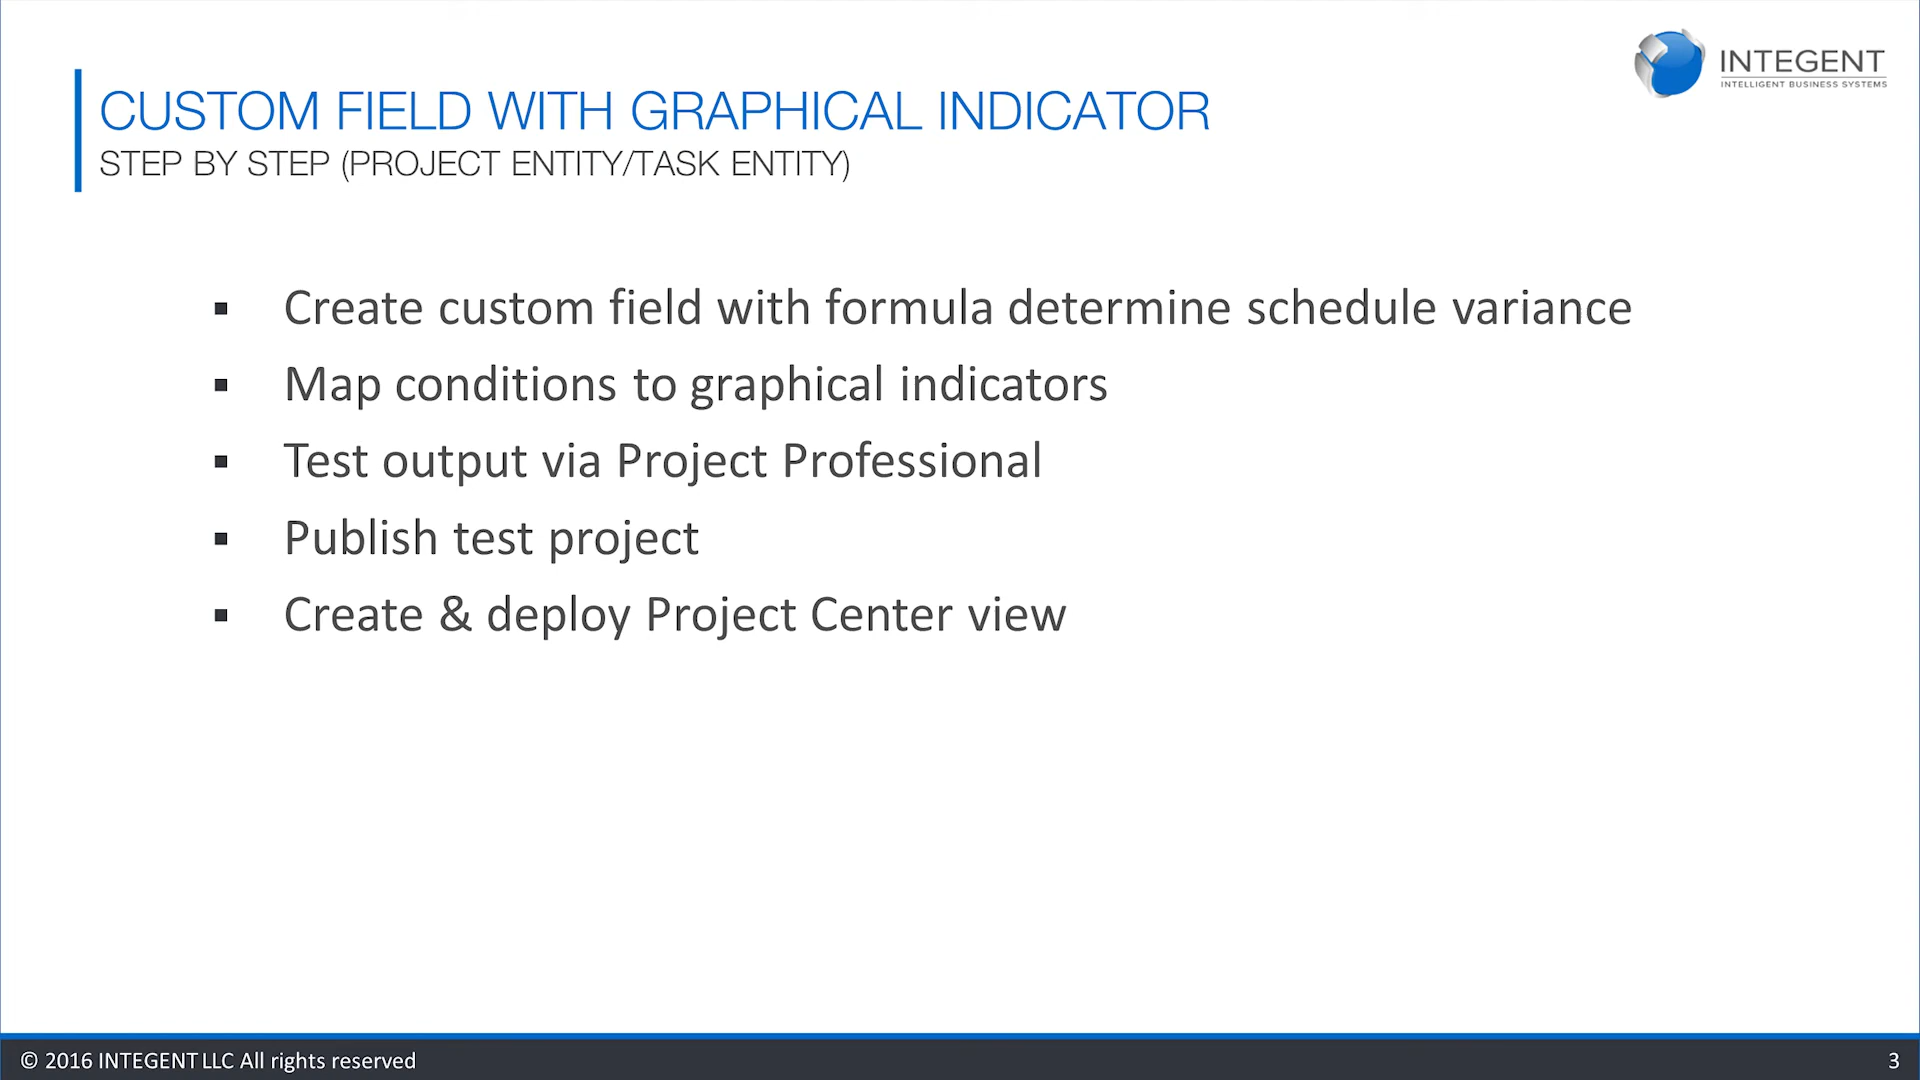 INTEGENT
INTELLIGENT BUSINESS SYSTEMS
CUSTOM FIELD WITH GRAPHICAL INDICATOR
STEP BY STEP (PROJECT ENTITY/TASK ENTITY)
▪ Create custom field with formula determine schedule variance
▪ Map conditions to graphical indicators
▪ Test output via Project Professional
▪ Publish test project
▪ Create & deploy Project Center view
© 2016 INTEGENT LLC All rights reserved
3